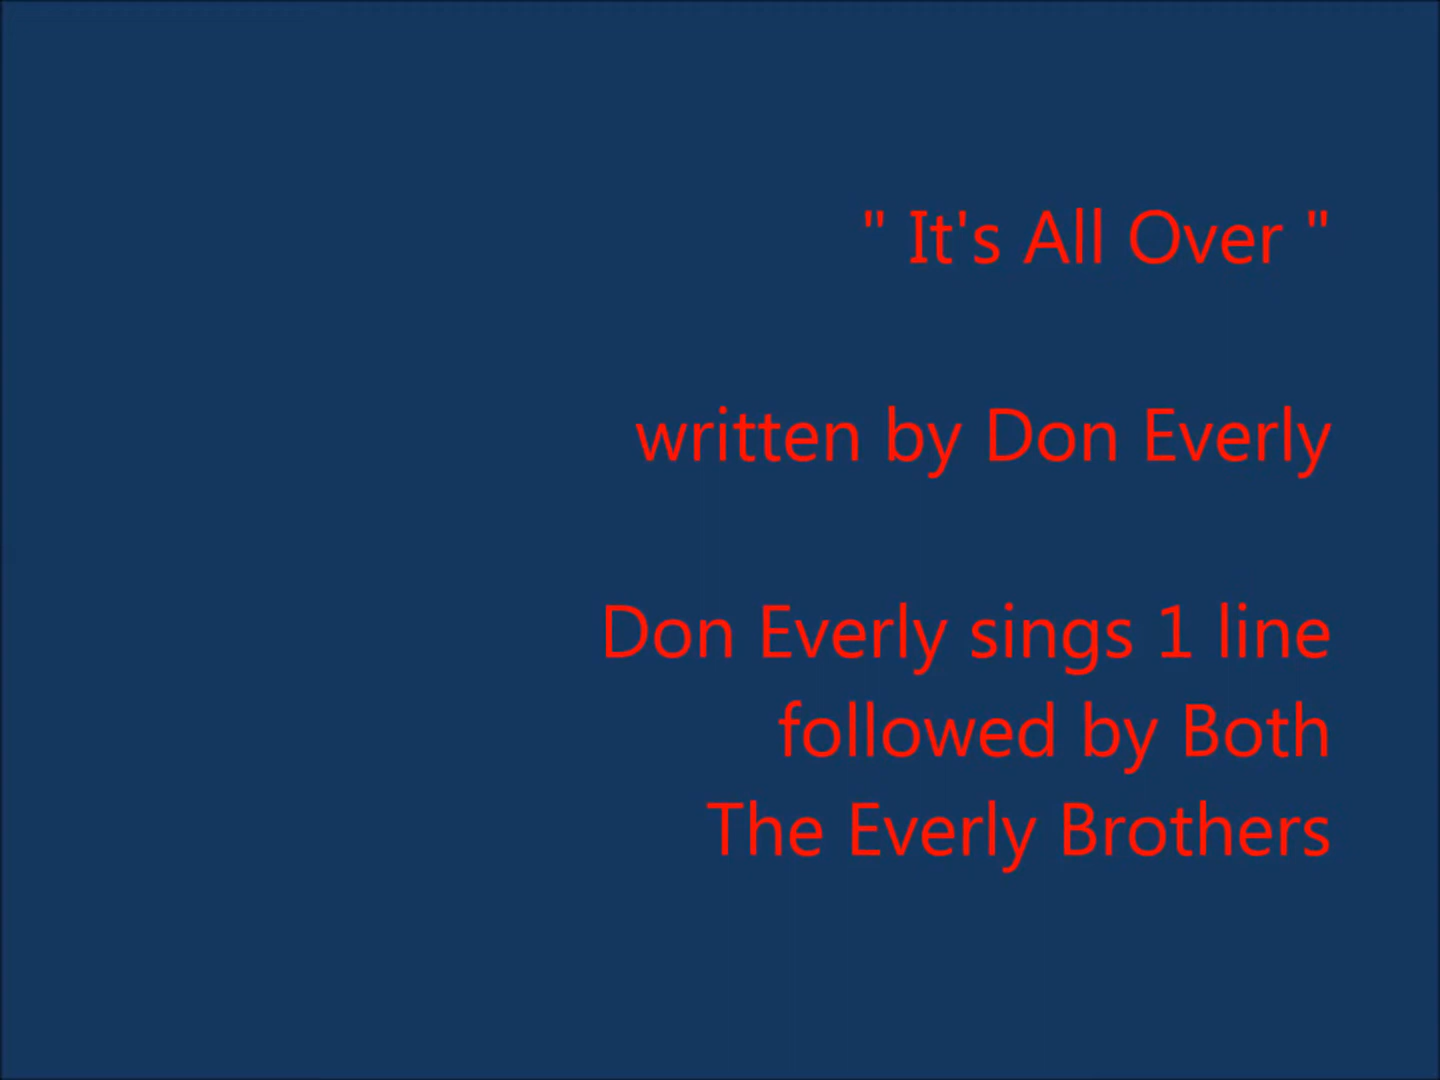 " It's All Over "
written by Don Everly
Don Everly sings 1 line
followed by Both
The Everly Brothers